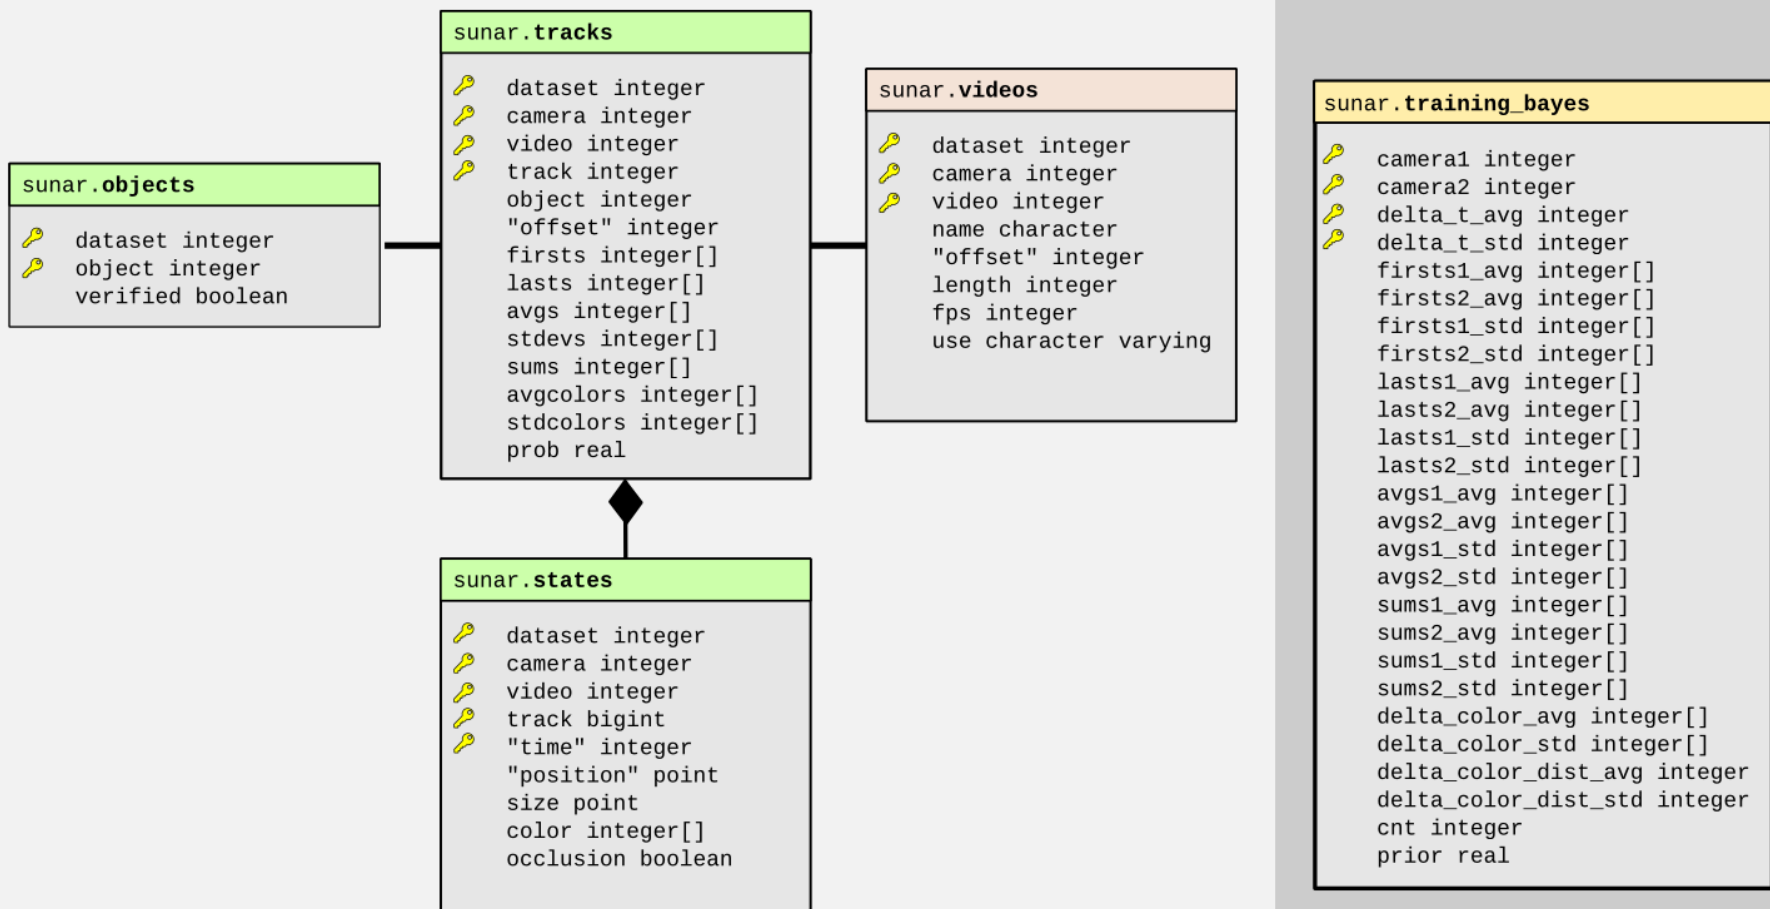 sunar.objects
dataset integer
object integer
verified boolean
sunar.tracks
dataset integer
camera integer
video integer
track integer
object integer
"offset" integer
firsts integer[]
lasts integer[]
avgs integer[]
stdevs integer[]
sums integer[]
avgcolors integer[]
stdcolors integer[]
prob real
sunar.states
dataset integer
camera integer
video integer
track bigint
"time" integer
"position" point
size point
color integer[]
occlusion boolean
sunar.videos
dataset integer
camera integer
video integer
name character
"offset" integer
length integer
fps integer
use character varying
sunar.training_bayes
camera1 integer
camera2 integer
delta_t_avg integer
delta_t_std integer
firsts1_avg integer[]
firsts2_avg integer[]
firsts1_std integer[]
firsts2_std integer[]
lasts1_avg integer[]
lasts2_avg integer[]
lasts1_std integer[]
lasts2_std integer[]
avgs1_avg integer[]
avgs2_avg integer[]
avgs1_std integer[]
avgs2_std integer[]
sums1_avg integer[]
sums2_avg integer[]
sums1_std integer[]
sums2_std integer[]
delta_color_avg integer[]
delta_color_std integer[]
delta_color_dist_avg integer
delta_color_dist_std integer
cnt integer
prior real